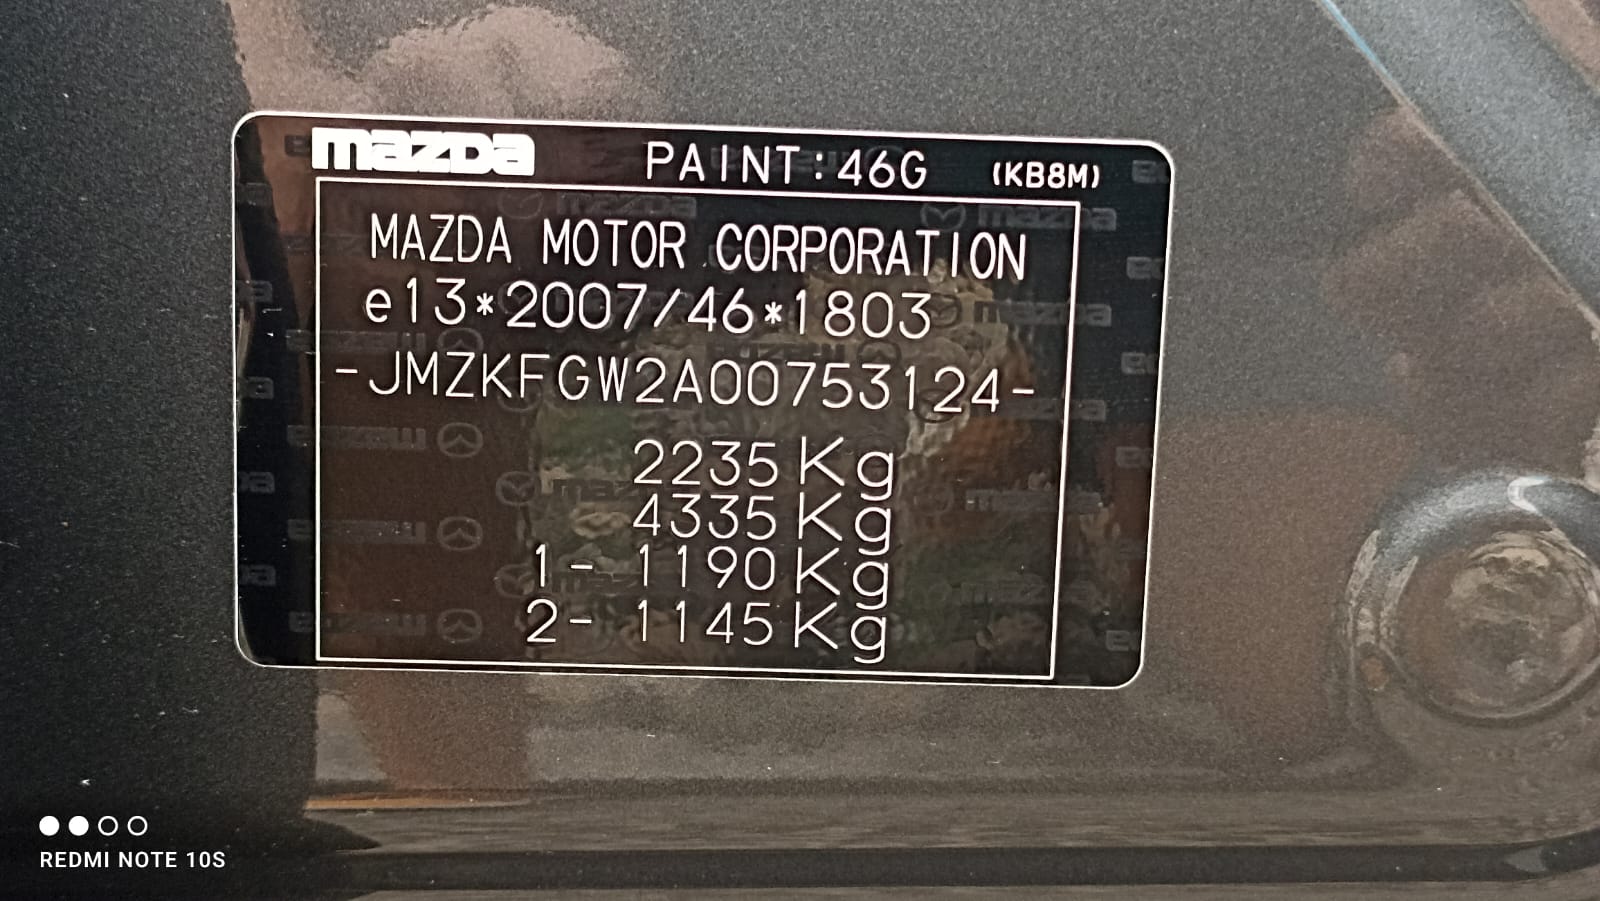 mazda PAINT:46G (KB8M)
MAZDA MOTOR CORPORATION
e13*2007/46*1803
-JMZKFGW2A00753124-
2235Kg
4335Kg
1- 1190Kg
2- 1145Kg
REDMI NOTE 10S